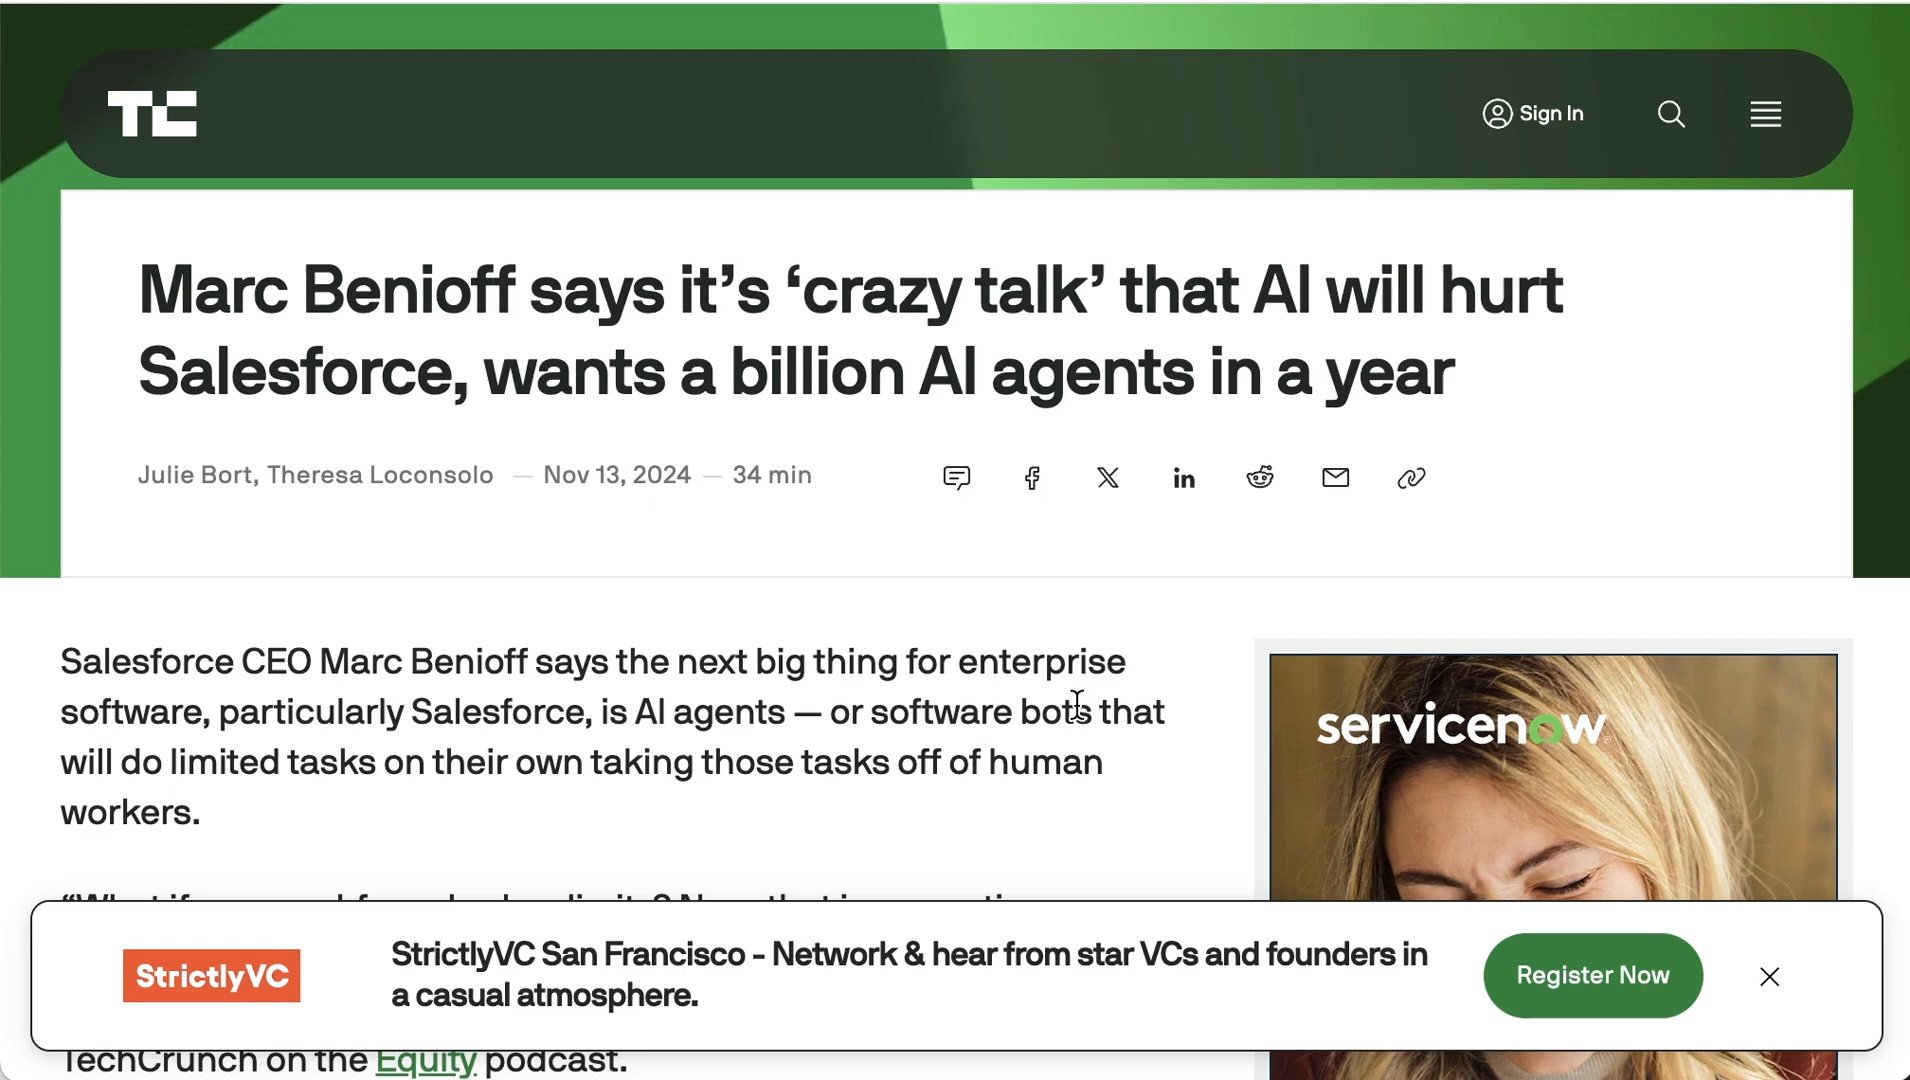 TC
Sign In
Marc Benioff says it’s ‘crazy talk’ that AI will hurt
Salesforce, wants a billion AI agents in a year
Julie Bort, Theresa Loconsolo — Nov 13, 2024 — 34 min
Salesforce CEO Marc Benioff says the next big thing for enterprise
software, particularly Salesforce, is AI agents — or software bots that
will do limited tasks on their own taking those tasks off of human
workers.
servicenow
StrictlyVC
StrictlyVC San Francisco - Network & hear from star VCs and founders in
a casual atmosphere.
Register Now
TechCrunch on the Equity podcast.